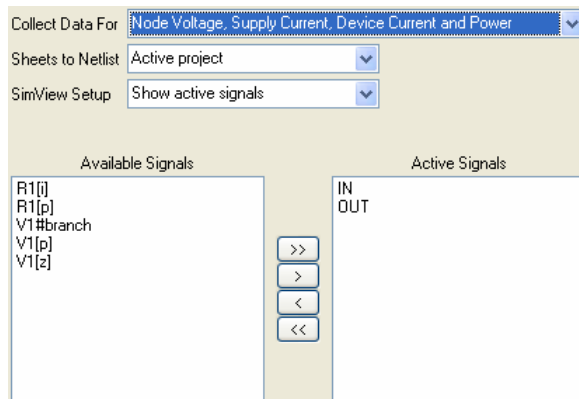 Collect Data For Node Voltage, Supply Current, Device Current and Power
Sheets to Netlist Active project
SimView Setup Show active signals
Available Signals
R1[i]
R1[p]
V1#branch
V1[p]
V1[z]
>>
>
<
<<
Active Signals
IN
OUT